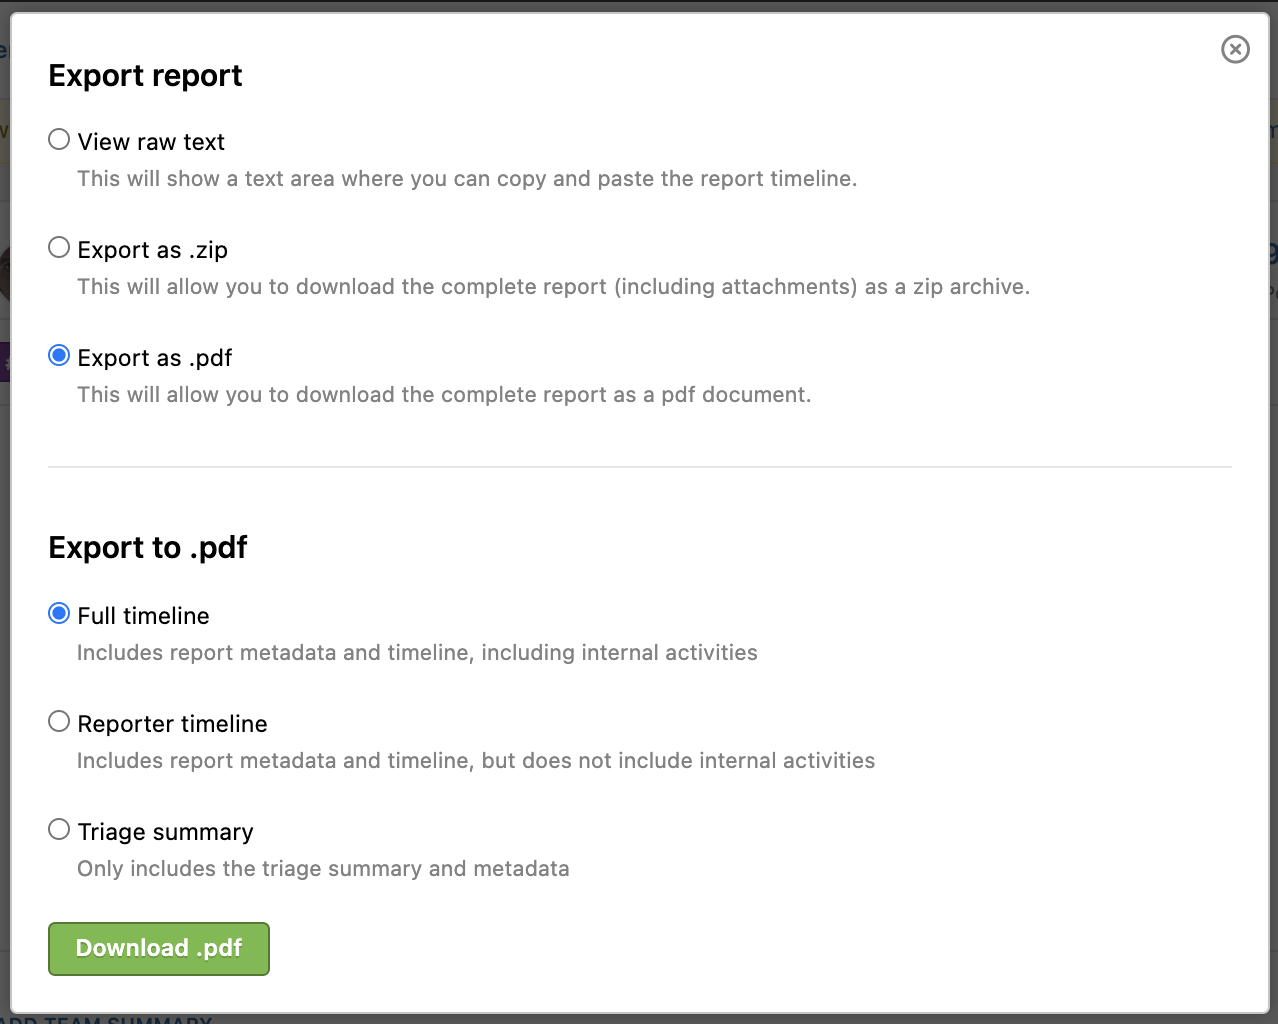 Export report
View raw text
This will show a text area where you can copy and paste the report timeline.
Export as .zip
This will allow you to download the complete report (including attachments) as a zip archive.
Export as .pdf
This will allow you to download the complete report as a pdf document.
Export to .pdf
Full timeline
Includes report metadata and timeline, including internal activities
Reporter timeline
Includes report metadata and timeline, but does not include internal activities
Triage summary
Only includes the triage summary and metadata
Download .pdf
ADD TEAM SUMMARY